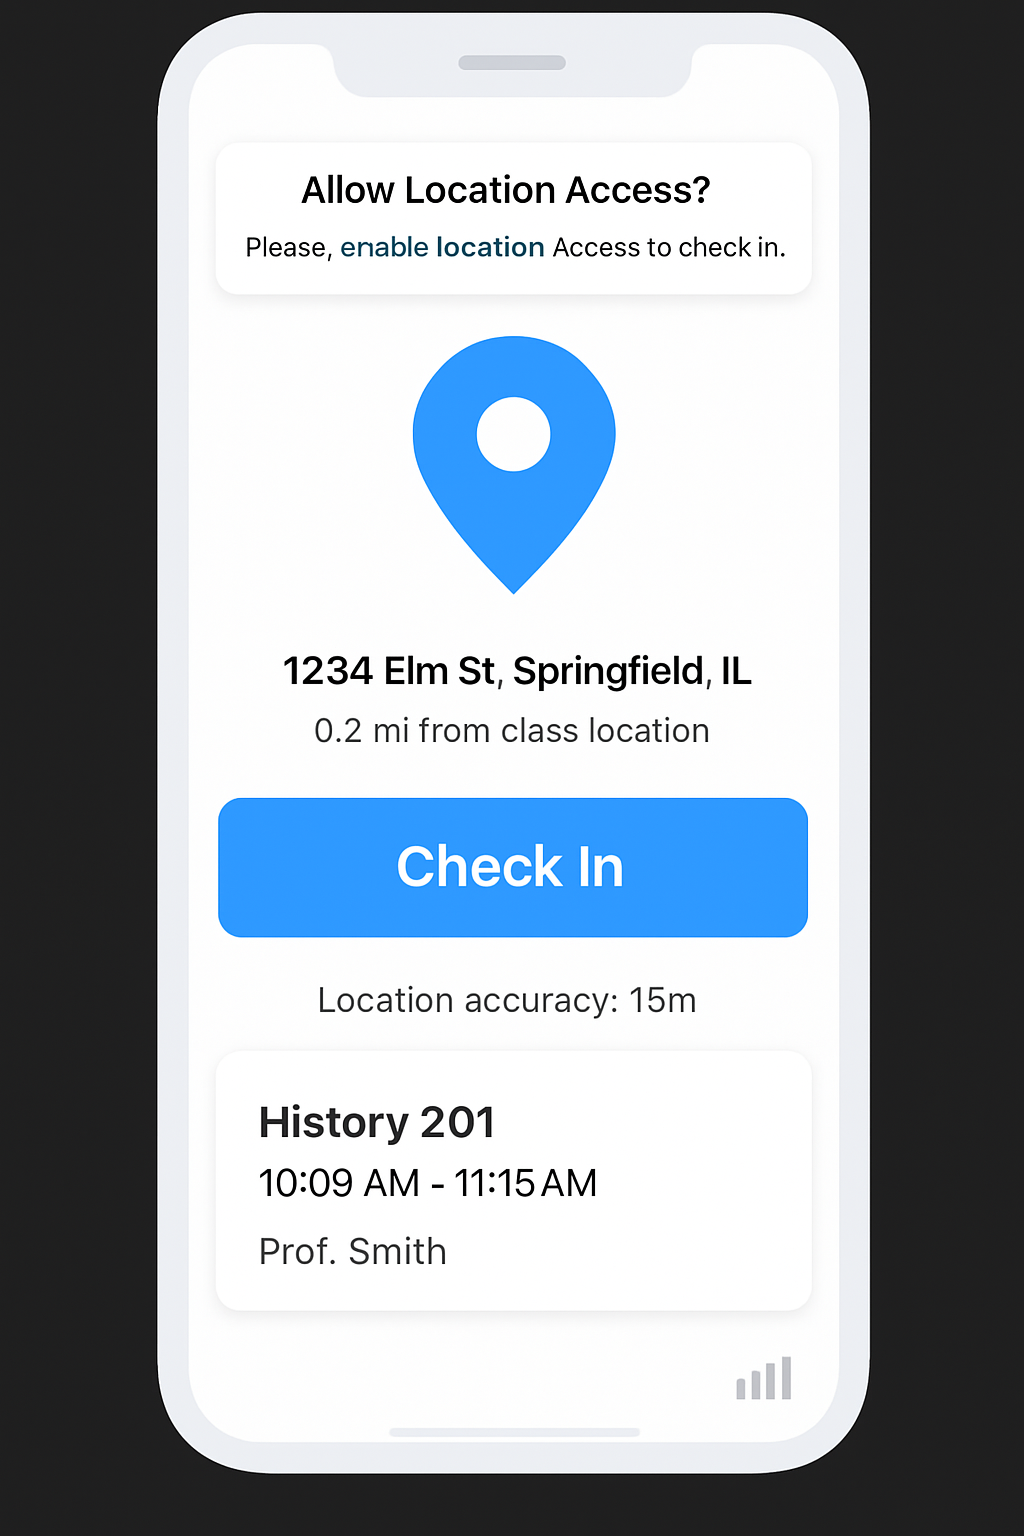 Allow Location Access?
Please, enable location Access to check in.
1234 Elm St, Springfield, IL
0.2 mi from class location
Check In
Location accuracy: 15m
History 201
10:09 AM - 11:15 AM
Prof. Smith